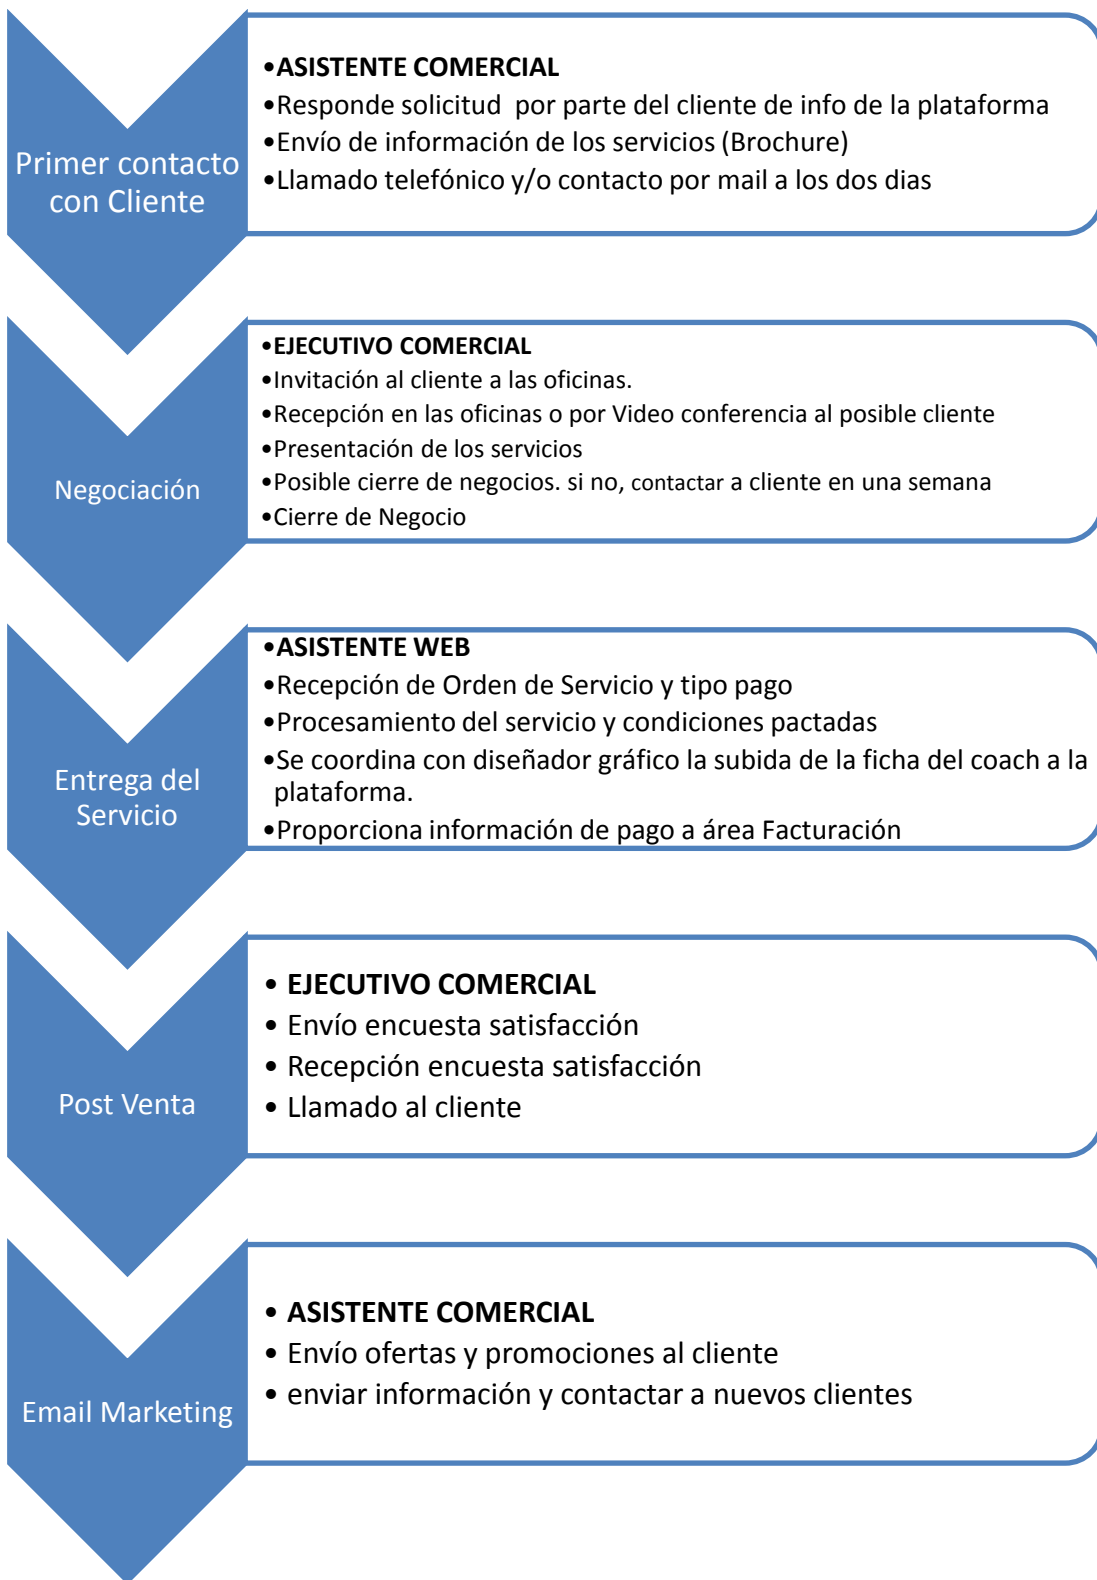 Primer contacto
con Cliente
•ASISTENTE COMERCIAL
•Responde solicitud  por parte del cliente de info de la plataforma
•Envío de información de los servicios (Brochure)
•Llamado telefónico y/o contacto por mail a los dos dias
Negociación
•EJECUTIVO COMERCIAL
•Invitación al cliente a las oficinas.
•Recepción en las oficinas o por Video conferencia al posible cliente
•Presentación de los servicios
•Posible cierre de negocios. si no, contactar a cliente en una semana
•Cierre de Negocio
Entrega del
Servicio
•ASISTENTE WEB
•Recepción de Orden de Servicio y tipo pago
•Procesamiento del servicio y condiciones pactadas
•Se coordina con diseñador gráfico la subida de la ficha del coach a la
plataforma.
•Proporciona información de pago a área Facturación
Post Venta
• EJECUTIVO COMERCIAL
• Envío encuesta satisfacción
• Recepción encuesta satisfacción
• Llamado al cliente
Email Marketing
• ASISTENTE COMERCIAL
• Envío ofertas y promociones al cliente
• enviar información y contactar a nuevos clientes